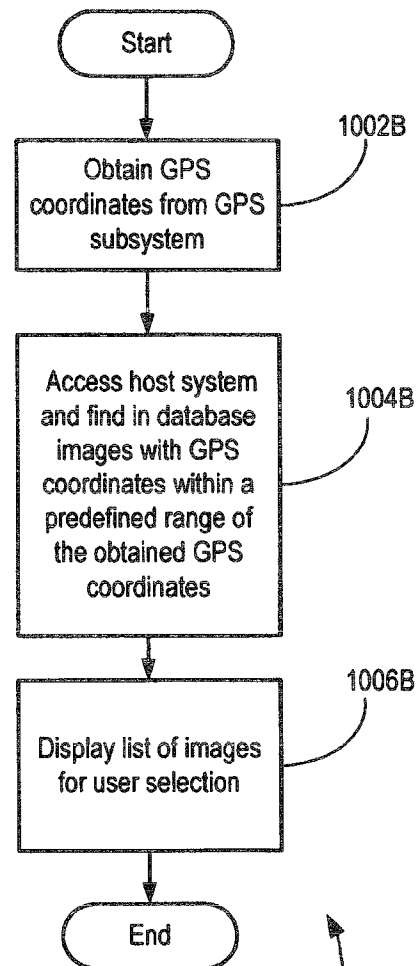 Start
1002B
Obtain GPS
coordinates from GPS
subsystem
1004B
Access host system
and find in database
images with GPS
coordinates within a
predefined range of
the obtained GPS
coordinates
1006B
Display list of images
for user selection
End